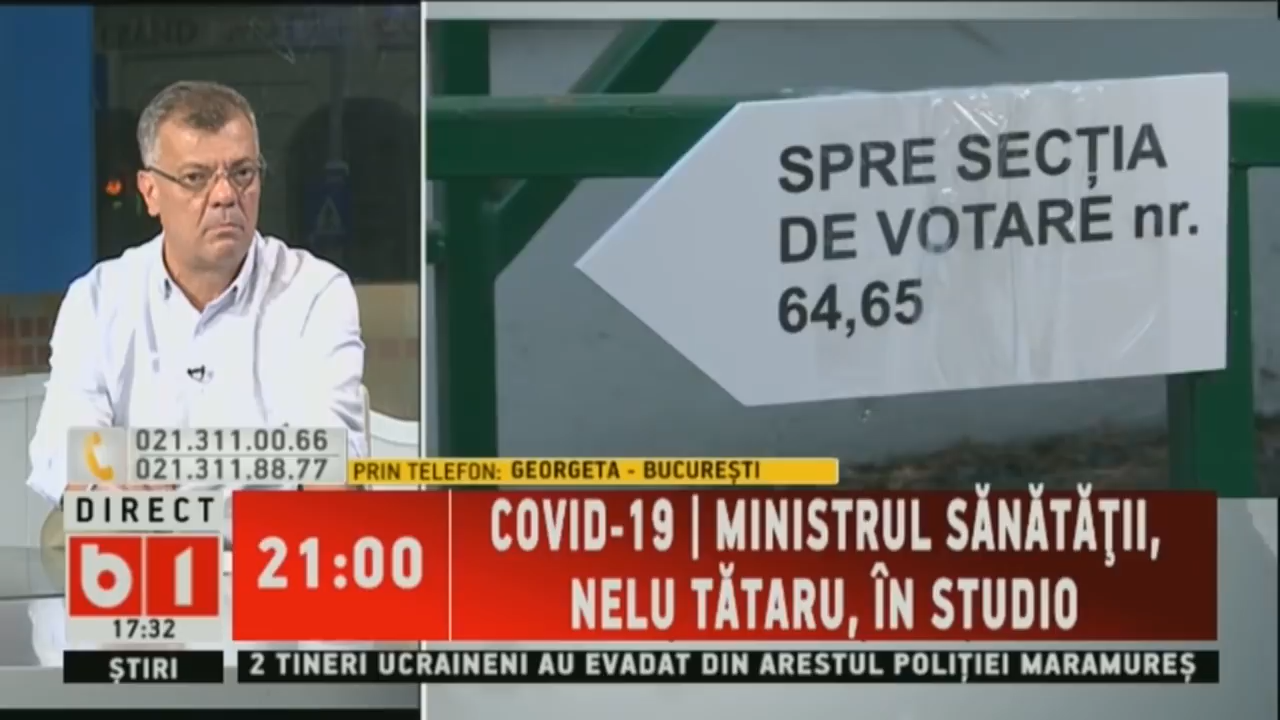 SPRE SECȚIA
DE VOTARE nr.
64,65
021.311.00.66
021.311.88.77
PRIN TELEFON: GEORGETA - BUCUREȘTI
DIRECT
b1
17:32
21:00
COVID-19 | MINISTRUL SĂNĂTĂŢII,
NELU TĂTARU, ÎN STUDIO
ȘTIRI
2 TINERI UCRAINENI AU EVADAT DIN ARESTUL POLIȚIEI MARAMUREȘ